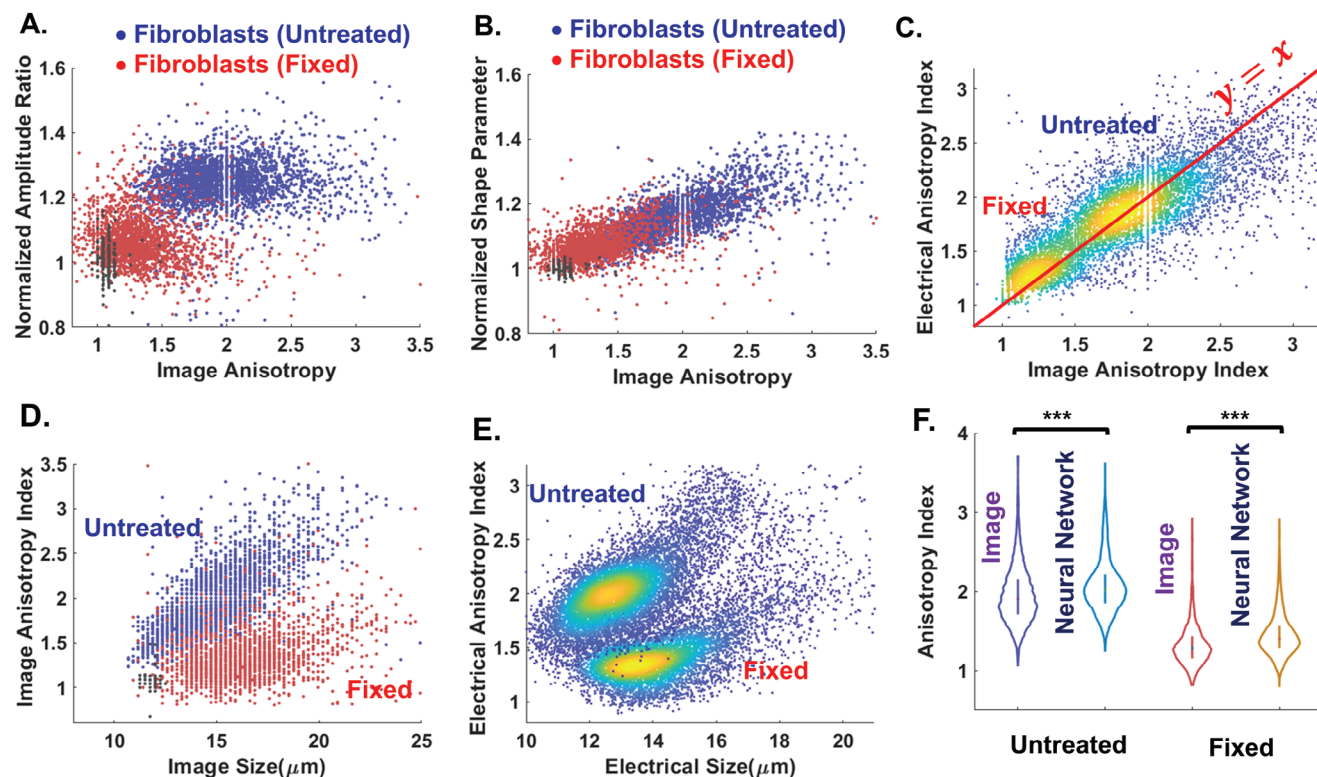 A.
• Fibroblasts (Untreated)
• Fibroblasts (Fixed)
Normalized Amplitude Ratio
1.6
1.4
1.2
1
0.8
1 1.5 2 2.5 3 3.5
Image Anisotropy
B.
• Fibroblasts (Untreated)
• Fibroblasts (Fixed)
Normalized Shape Parameter
1.6
1.4
1.2
1
0.8
1 1.5 2 2.5 3 3.5
Image Anisotropy
C.
y = x
Untreated
Fixed
Electrical Anisotropy Index
3
2.5
2
1.5
1
1 1.5 2 2.5 3
Image Anisotropy Index
D.
Untreated
Fixed
Image Anisotropy Index
3.5
3
2.5
2
1.5
1
10 15 20 25
Image Size(μm)
E.
Untreated
Fixed
Electrical Anisotropy Index
3
2.5
2
1.5
1
10 12 14 16 18 20
Electrical Size(μm)
F.
*** ***
Anisotropy Index
4
3
2
1
Image
Neural Network
Image
Neural Network
Untreated Fixed